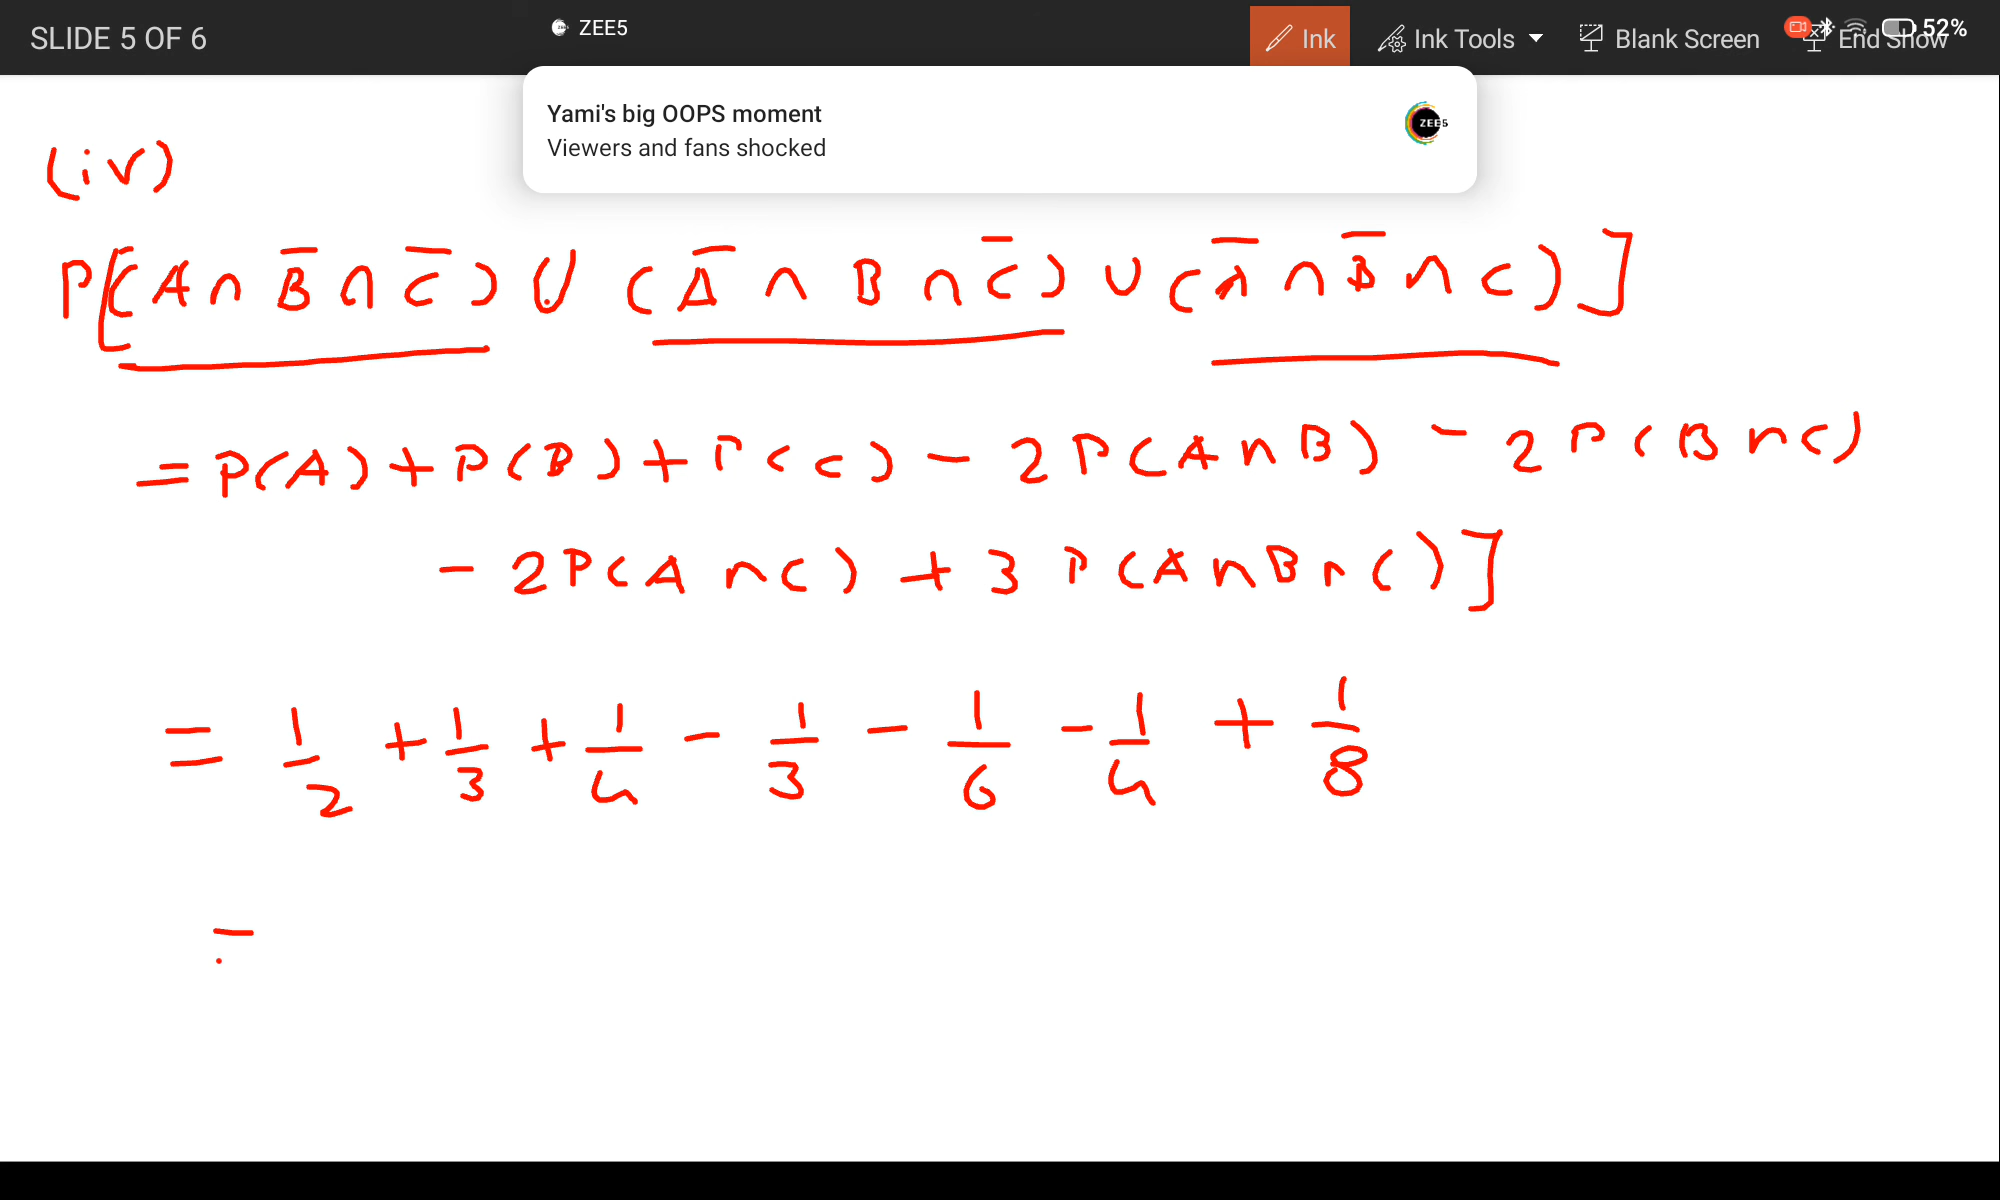 SLIDE 5 OF 6
ZEE5
Ink
Ink Tools
Blank Screen
End Show
52%
Yami's big OOPS moment
Viewers and fans shocked
ZEE5
(iv)
P[(A∩B̅∩C̅)∪(A̅∩B∩C̅)∪(A̅∩B̅∩C)]
= P(A)+P(B)+P(C) - 2P(A∩B) - 2P(B∩C)
- 2P(A∩C) + 3P(A∩B∩C)]
= 1/2 + 1/3 + 1/4 - 1/3 - 1/6 - 1/4 + 1/8
=